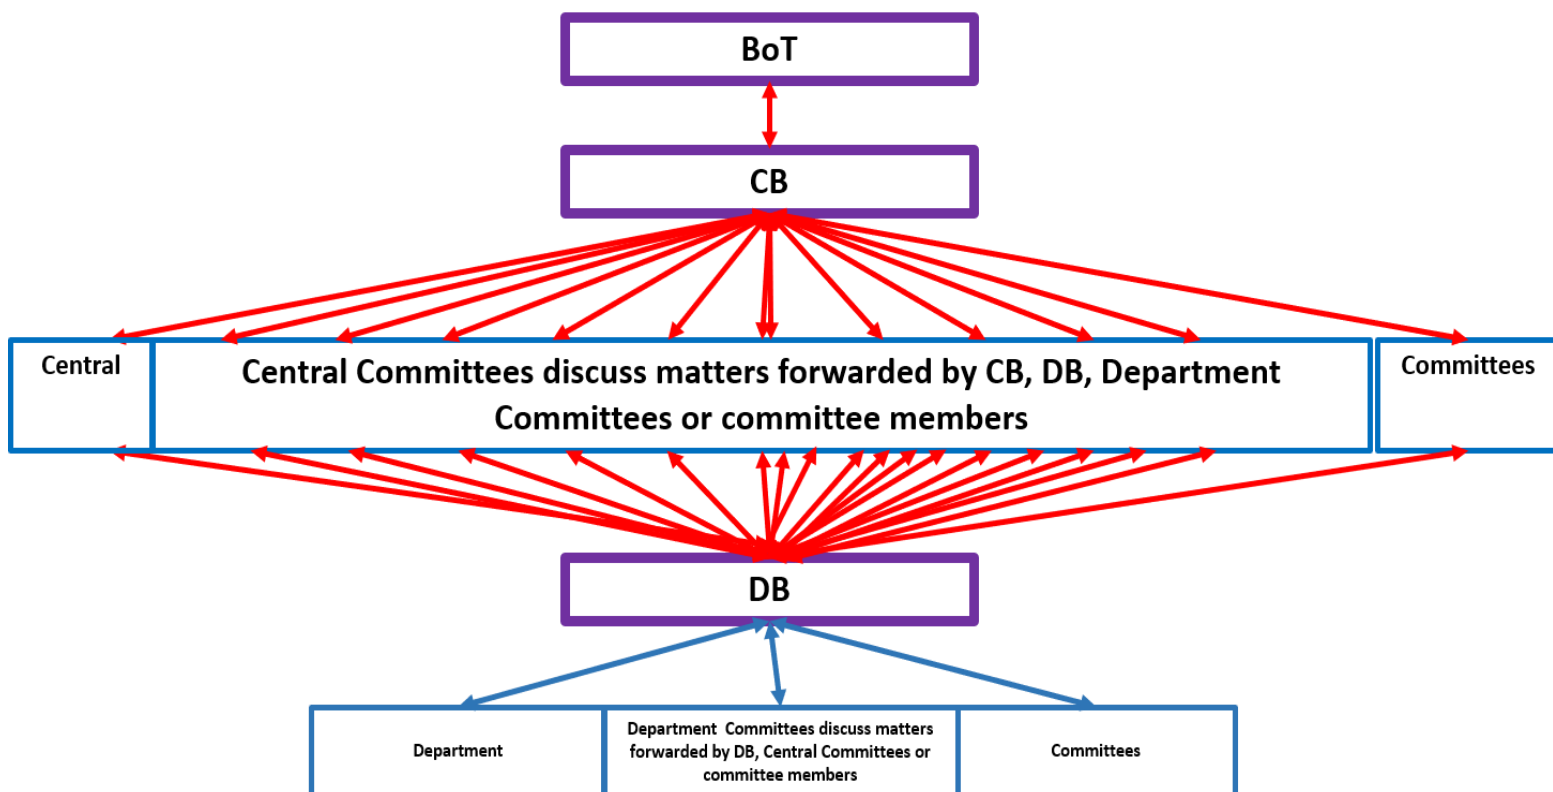 BoT
CB
Central
Central Committees discuss matters forwarded by CB, DB, Department
Committees or committee members
Committees
DB
Department
Department  Committees discuss matters
forwarded by DB, Central Committees or
committee members
Committees